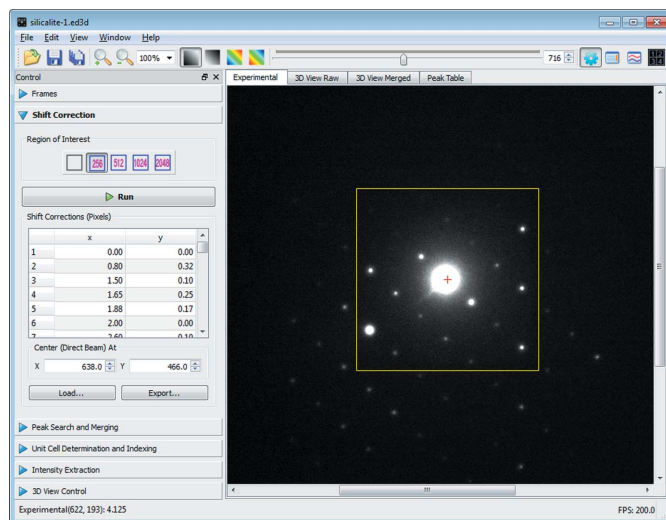 silicalite-1.ed3d
File Edit View Window Help
100% 716
Control
Experimental 3D View Raw 3D View Merged Peak Table
Frames
Shift Correction
Region of Interest
256 512 1024 2048
Run
Shift Corrections (Pixels)
x y
1 0.00 0.00
2 0.80 0.32
3 1.50 0.10
4 1.65 0.25
5 1.88 0.17
6 2.00 0.00
7 2.60 0.10
Center (Direct Beam) At
X 638.0 Y 466.0
Load... Export...
Peak Search and Merging
Unit Cell Determination and Indexing
Intensity Extraction
3D View Control
Experimental(622, 193): 4.125 FPS: 200.0